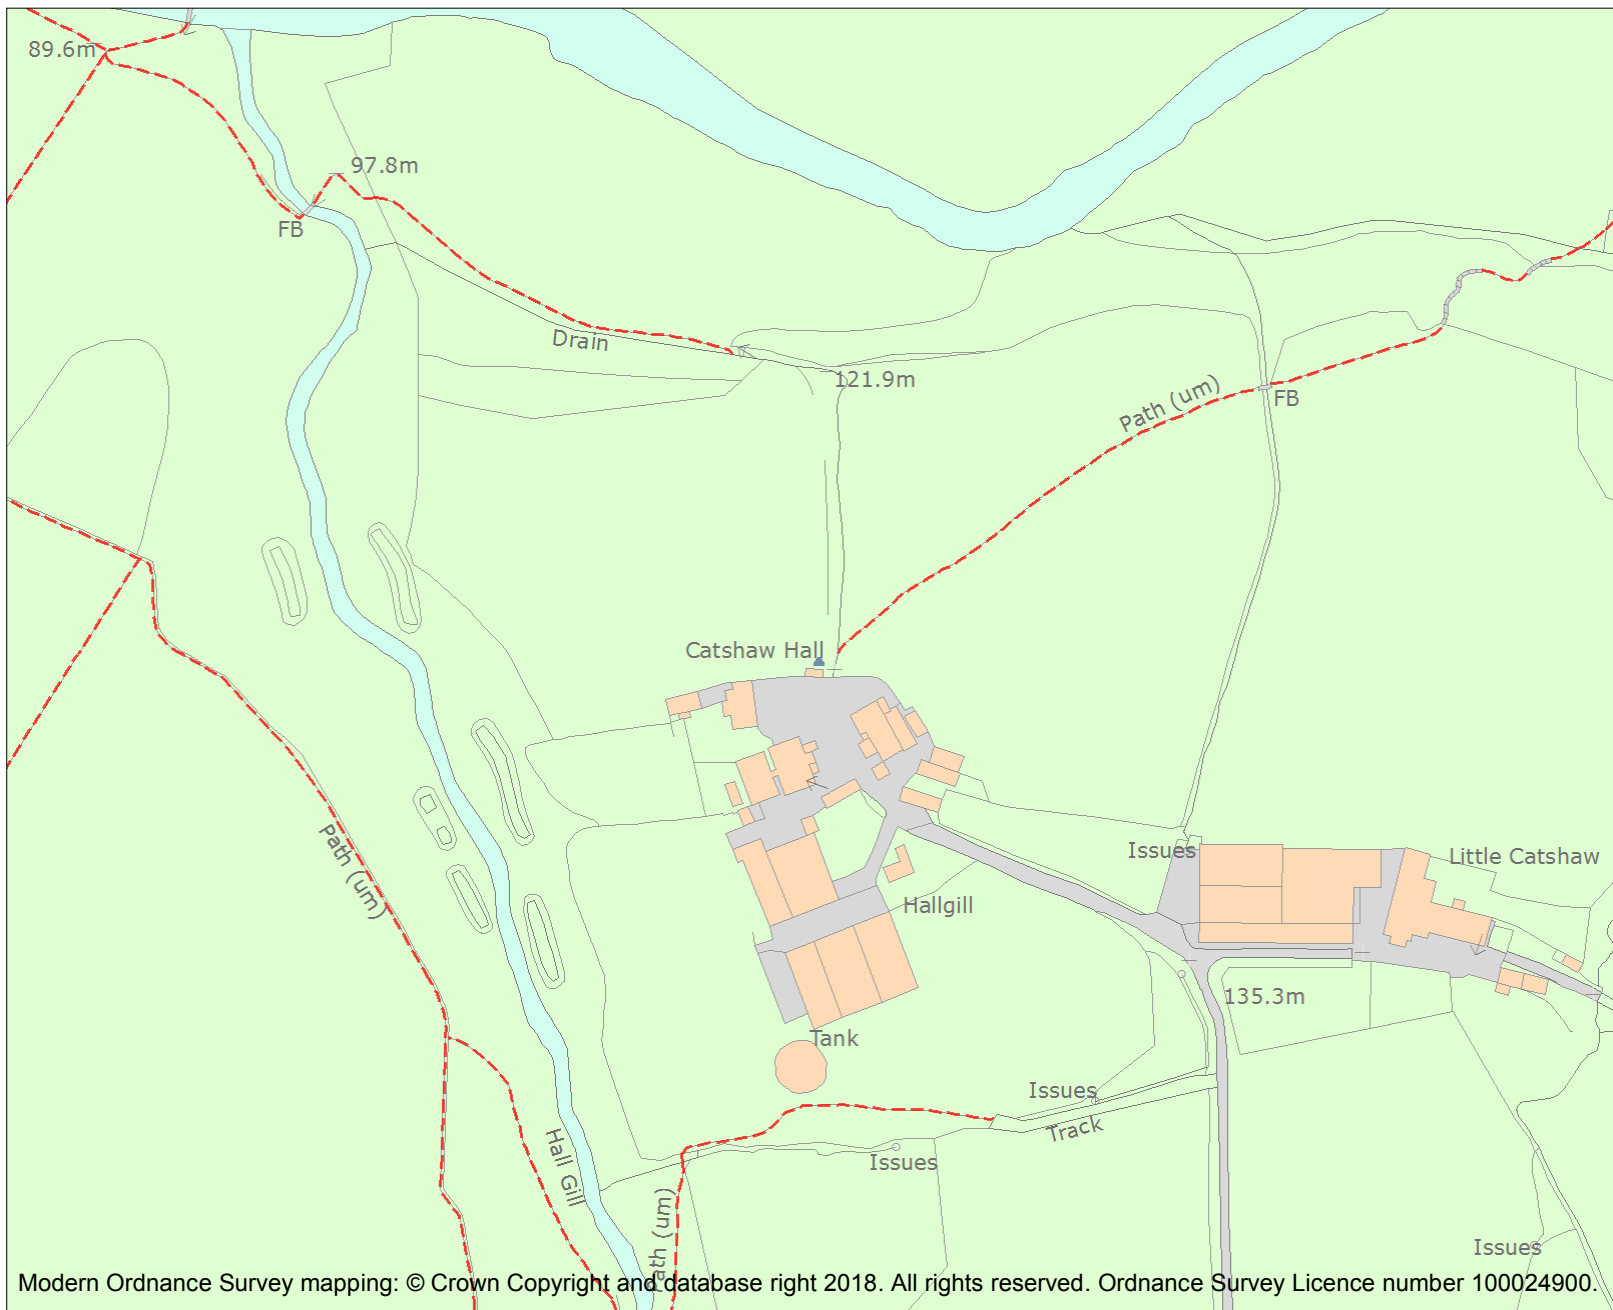 89.6m
97.8m
FB
Drain
121.9m
Path (um)
FB
Catshaw Hall
Path (um)
Issues
Little Catshaw
Hallgill
135.3m
Tank
Issues
Track
Hall Gill
Issues
Path (um)
Issues
Modern Ordnance Survey mapping: © Crown Copyright and database right 2018. All rights reserved. Ordnance Survey Licence number 100024900.